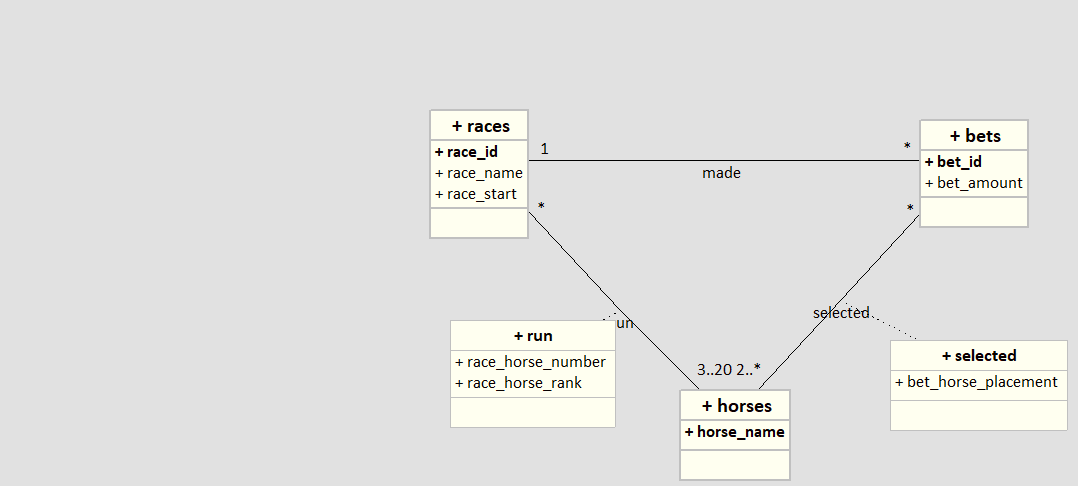 + races
+ race_id
+ race_name
+ race_start
1
*
made
+ bets
+ bet_id
+ bet_amount
*
*
un
selected
+ run
+ race_horse_number
+ race_horse_rank
3..20 2..*
+ horses
+ horse_name
+ selected
+ bet_horse_placement